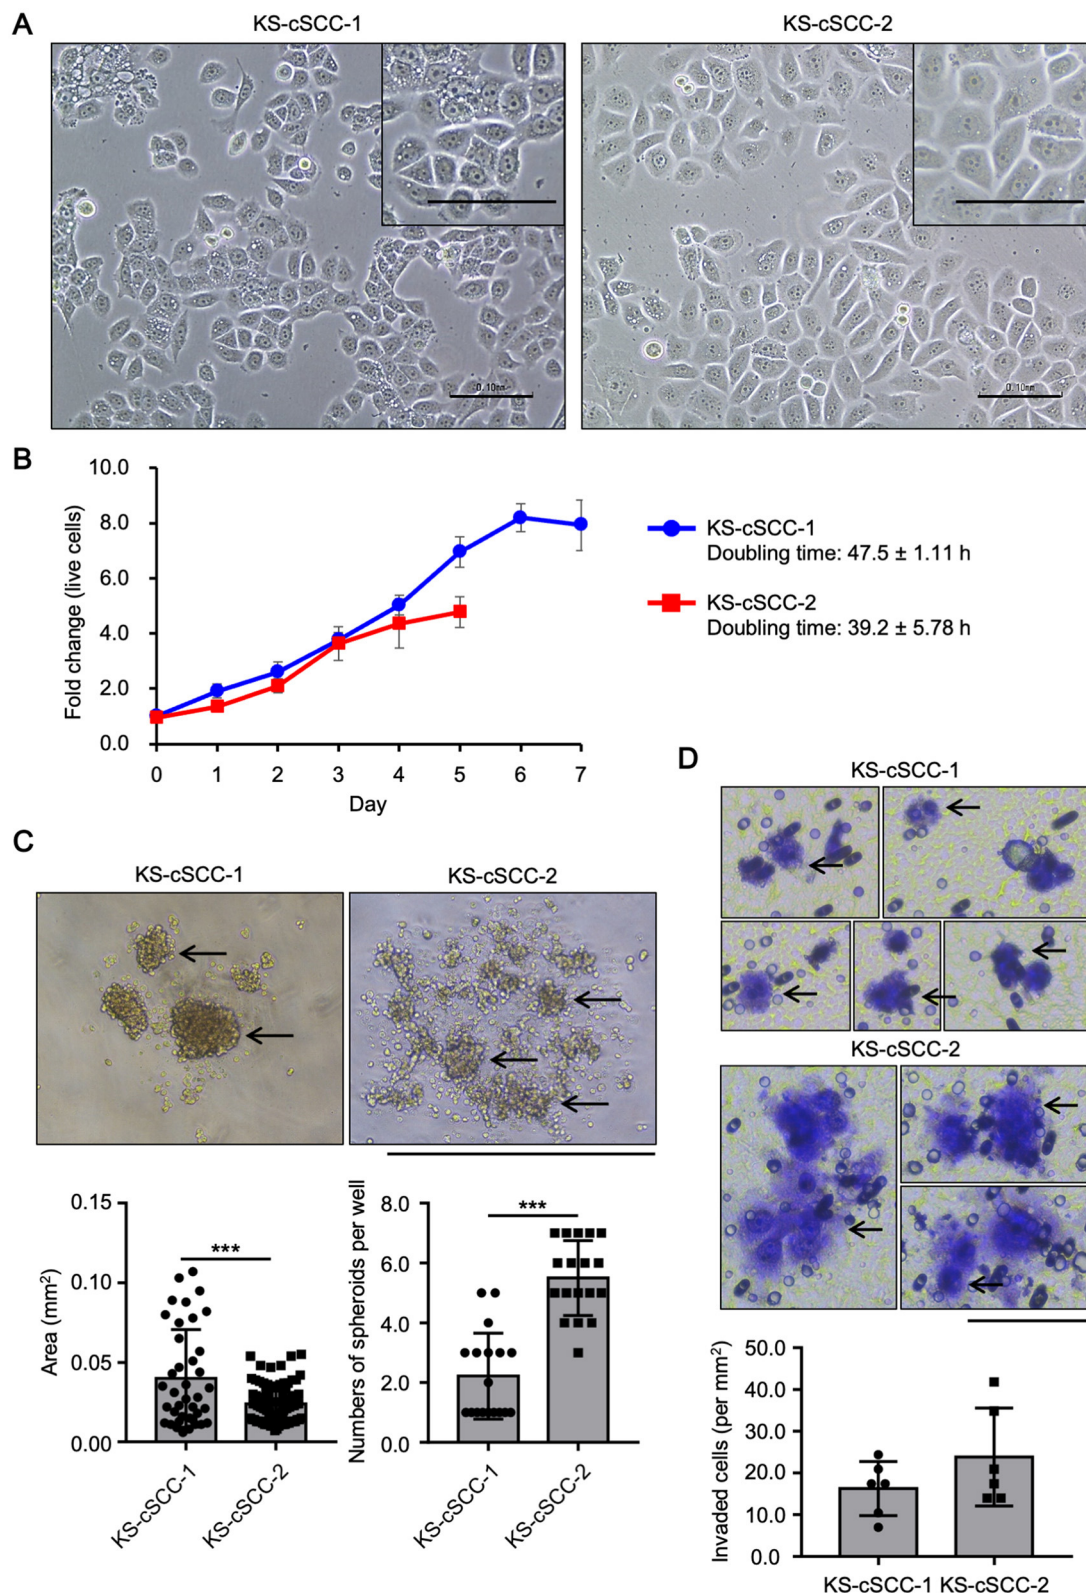 A
KS-cSCC-1
KS-cSCC-2
0.10mm
0.10mm
B
Fold change (live cells)
10.0
8.0
6.0
4.0
2.0
0.0
0
1
2
3
4
5
6
7
Day
KS-cSCC-1
Doubling time: 47.5 ± 1.11 h
KS-cSCC-2
Doubling time: 39.2 ± 5.78 h
C
KS-cSCC-1
KS-cSCC-2
Area (mm²)
0.15
0.10
0.05
0.00
***
KS-cSCC-1
KS-cSCC-2
Numbers of spheroids per well
8.0
6.0
4.0
2.0
0.0
***
KS-cSCC-1
KS-cSCC-2
D
KS-cSCC-1
KS-cSCC-2
Invaded cells (per mm²)
50.0
40.0
30.0
20.0
10.0
0.0
KS-cSCC-1 KS-cSCC-2